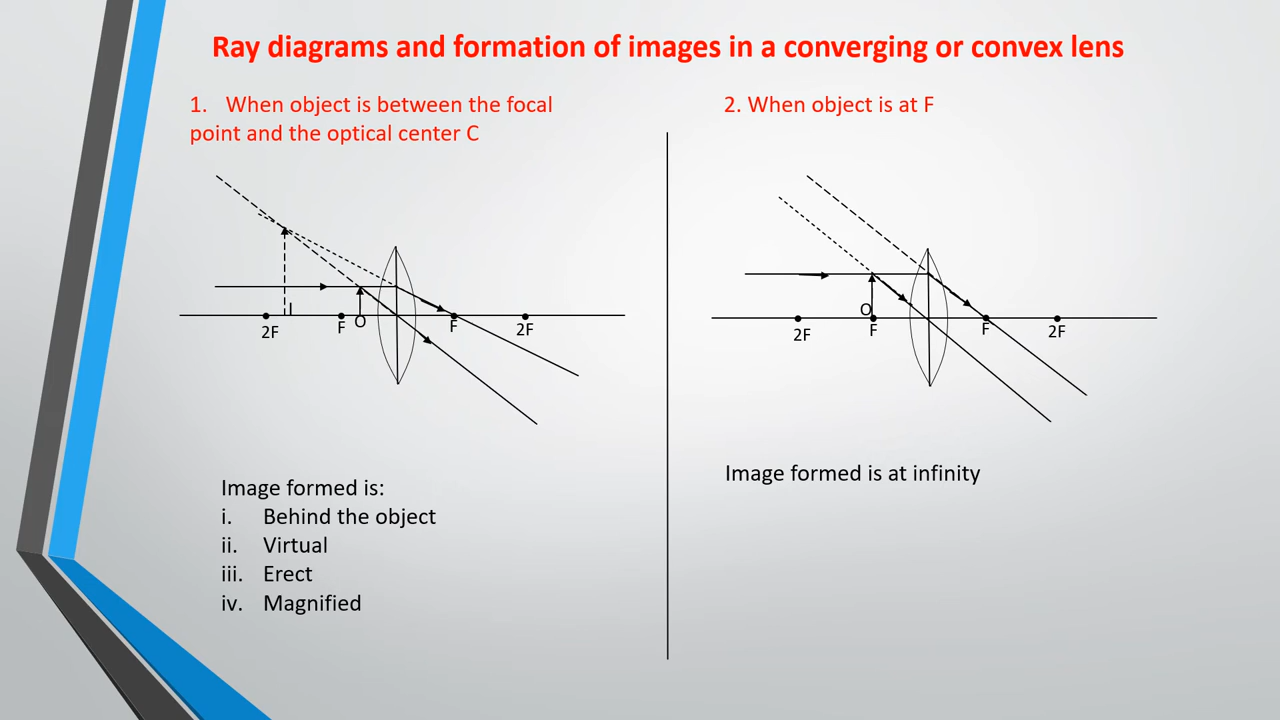 Ray diagrams and formation of images in a converging or convex lens
1. When object is between the focal
point and the optical center C
I
2F
F
O
F
2F
Image formed is:
i. Behind the object
ii. Virtual
iii. Erect
iv. Magnified
2. When object is at F
O
2F
F
F
2F
Image formed is at infinity